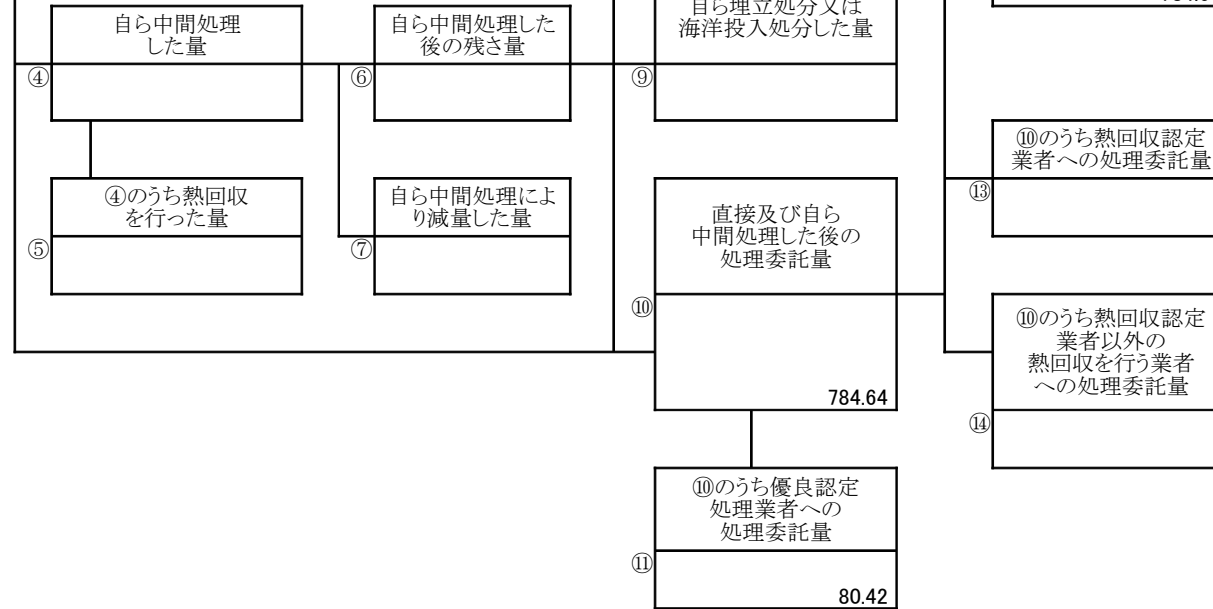 自ら中間処理
した量
④
自ら中間処理した
後の残さ量
⑥
自ら埋立処分又は
海洋投入処分した量
⑨
④のうち熱回収
を行った量
⑤
自ら中間処理によ
り減量した量
⑦
直接及び自ら
中間処理した後の
処理委託量
⑩
784.64
⑩のうち優良認定
処理業者への
処理委託量
⑪
80.42
⑩のうち熱回収認定
業者への処理委託量
⑬
⑩のうち熱回収認定
業者以外の
熱回収を行う業者
への処理委託量
⑭